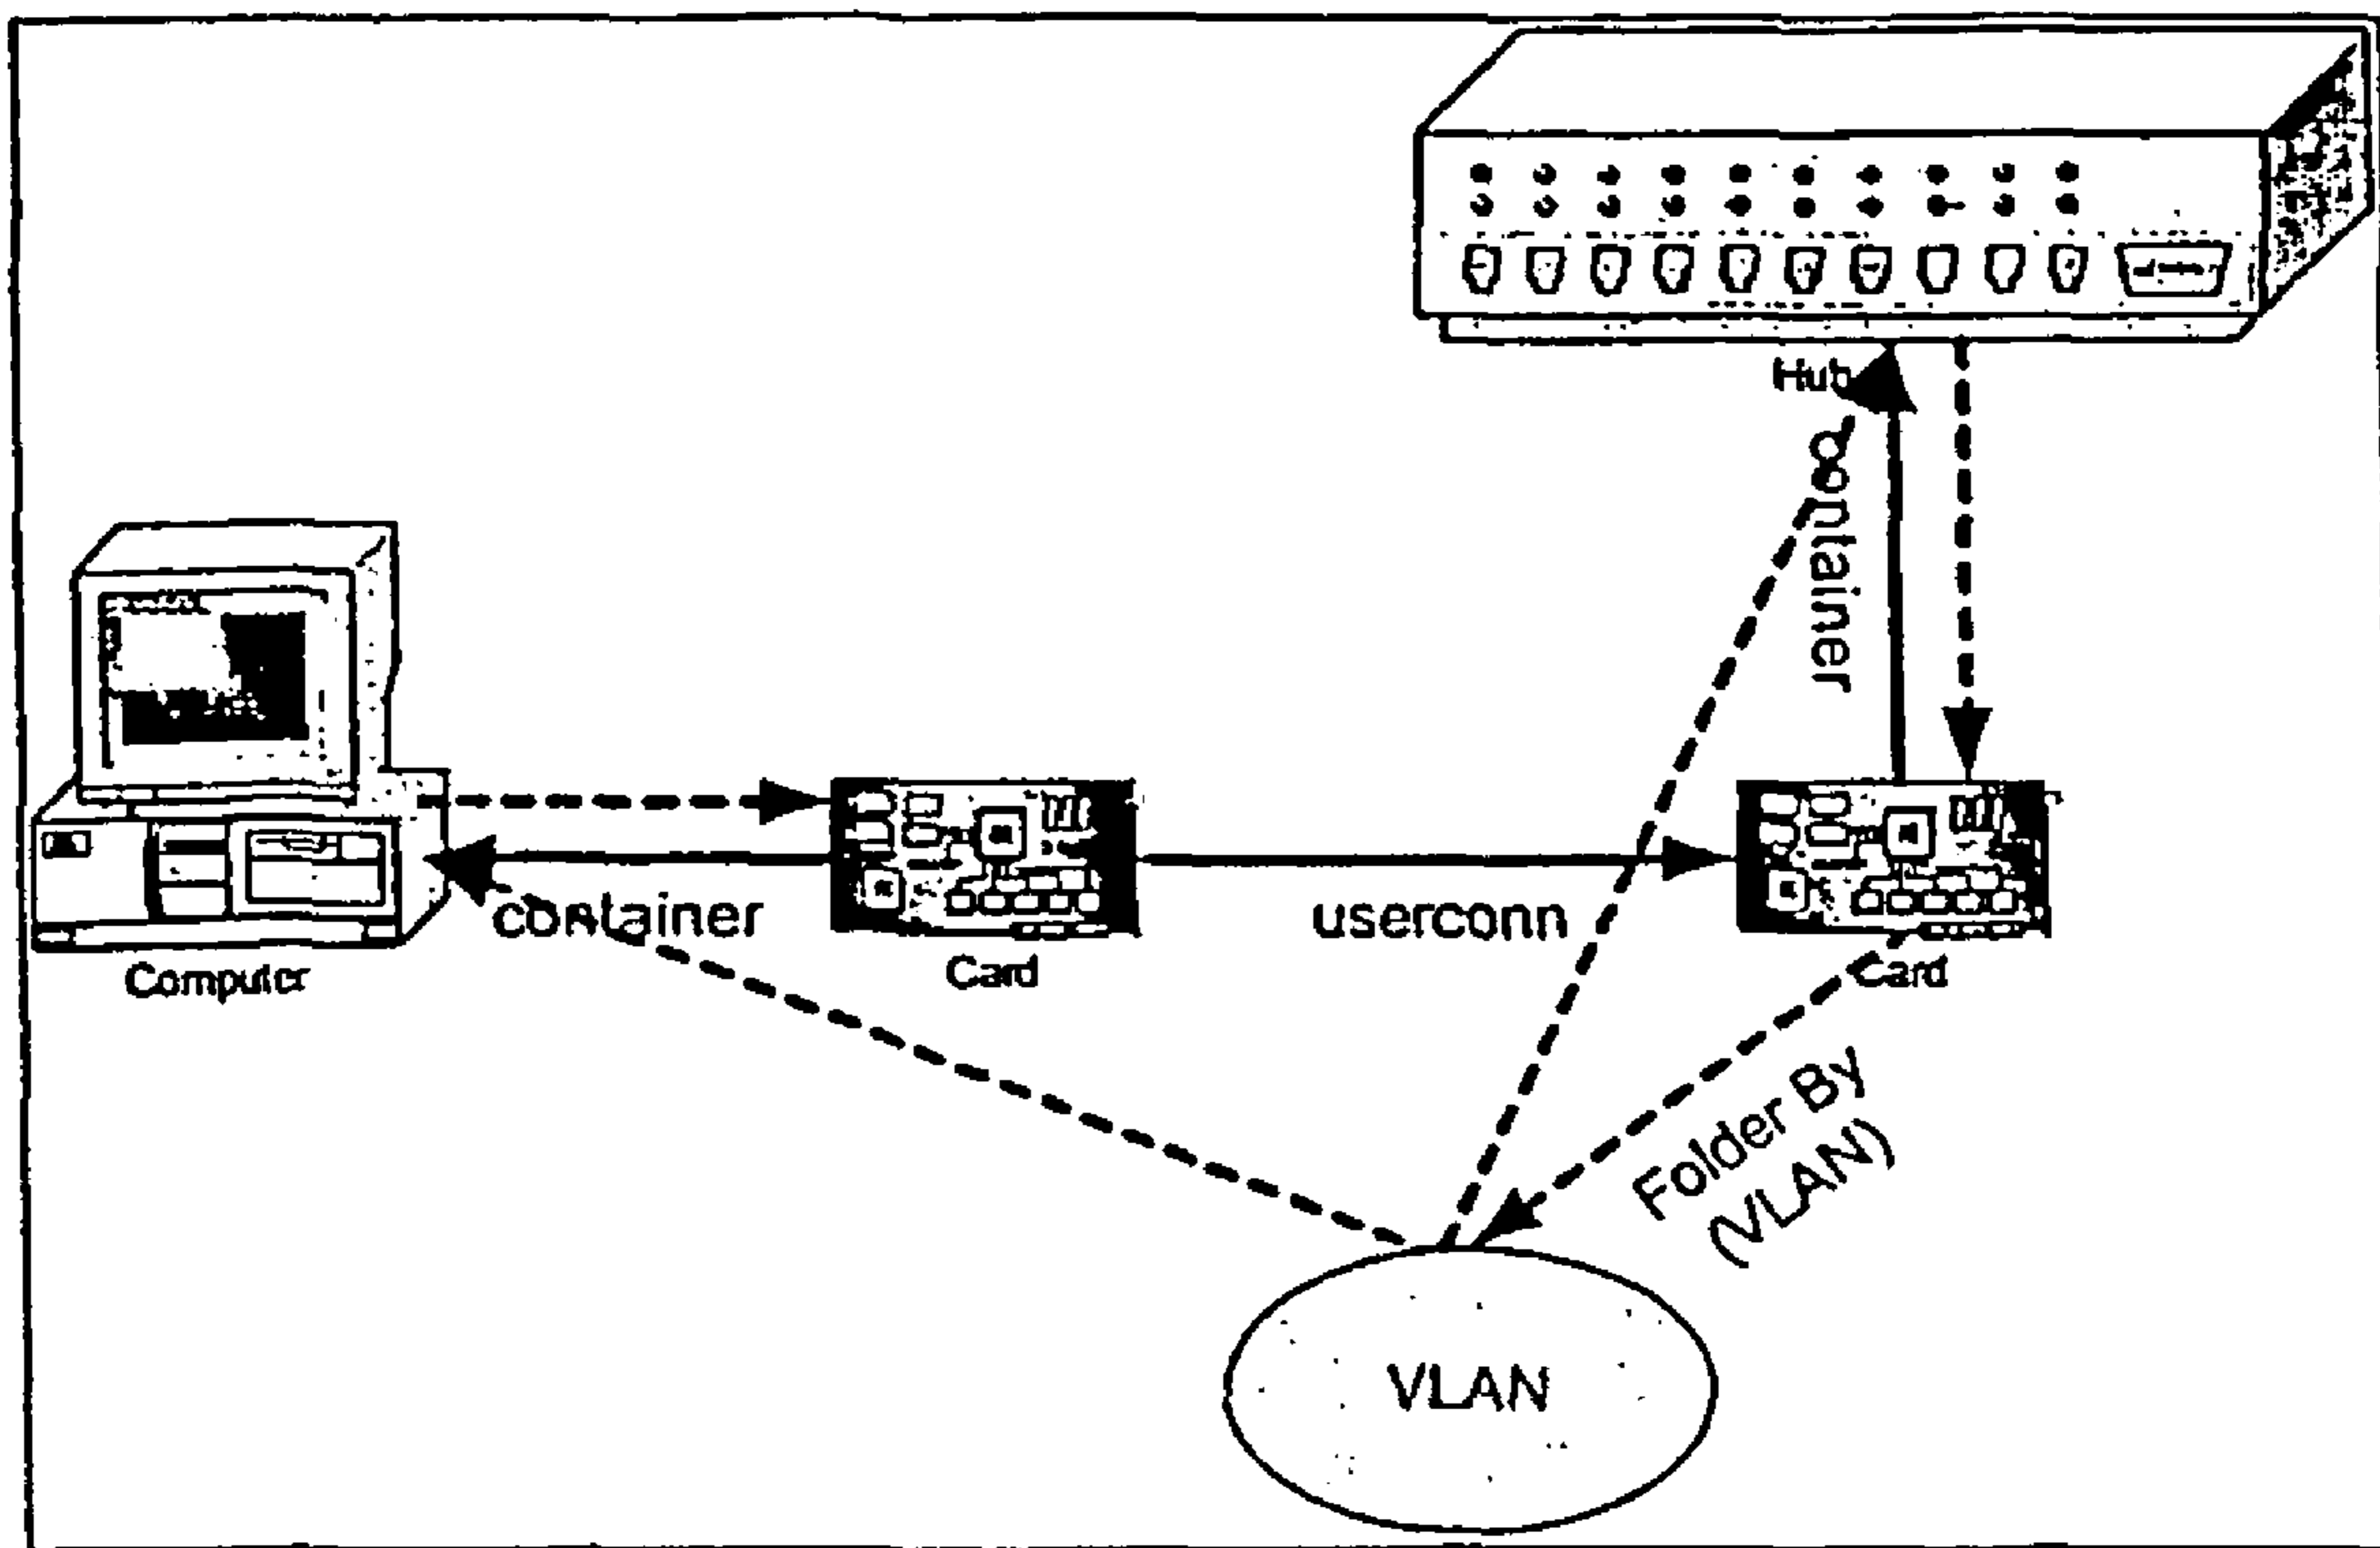 Hub
container
container
userconn
Computer
Card
Card
Folder By
(VLAN)
VLAN